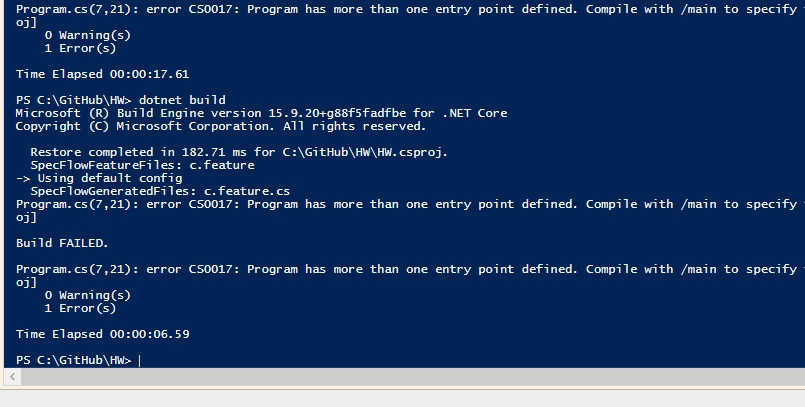 Program.cs(7,21): error CS0017: Program has more than one entry point defined. Compile with /main to specify
oj]
    0 Warning(s)
    1 Error(s)

Time Elapsed 00:00:17.61

PS C:\GitHub\HW> dotnet build
Microsoft (R) Build Engine version 15.9.20+g88f5fadfbe for .NET Core
Copyright (C) Microsoft Corporation. All rights reserved.

  Restore completed in 182.71 ms for C:\GitHub\HW\HW.csproj.
  SpecFlowFeatureFiles: c.feature
-> Using default config
  SpecFlowGeneratedFiles: c.feature.cs
Program.cs(7,21): error CS0017: Program has more than one entry point defined. Compile with /main to specify
oj]

Build FAILED.

Program.cs(7,21): error CS0017: Program has more than one entry point defined. Compile with /main to specify
oj]
    0 Warning(s)
    1 Error(s)

Time Elapsed 00:00:06.59

PS C:\GitHub\HW>